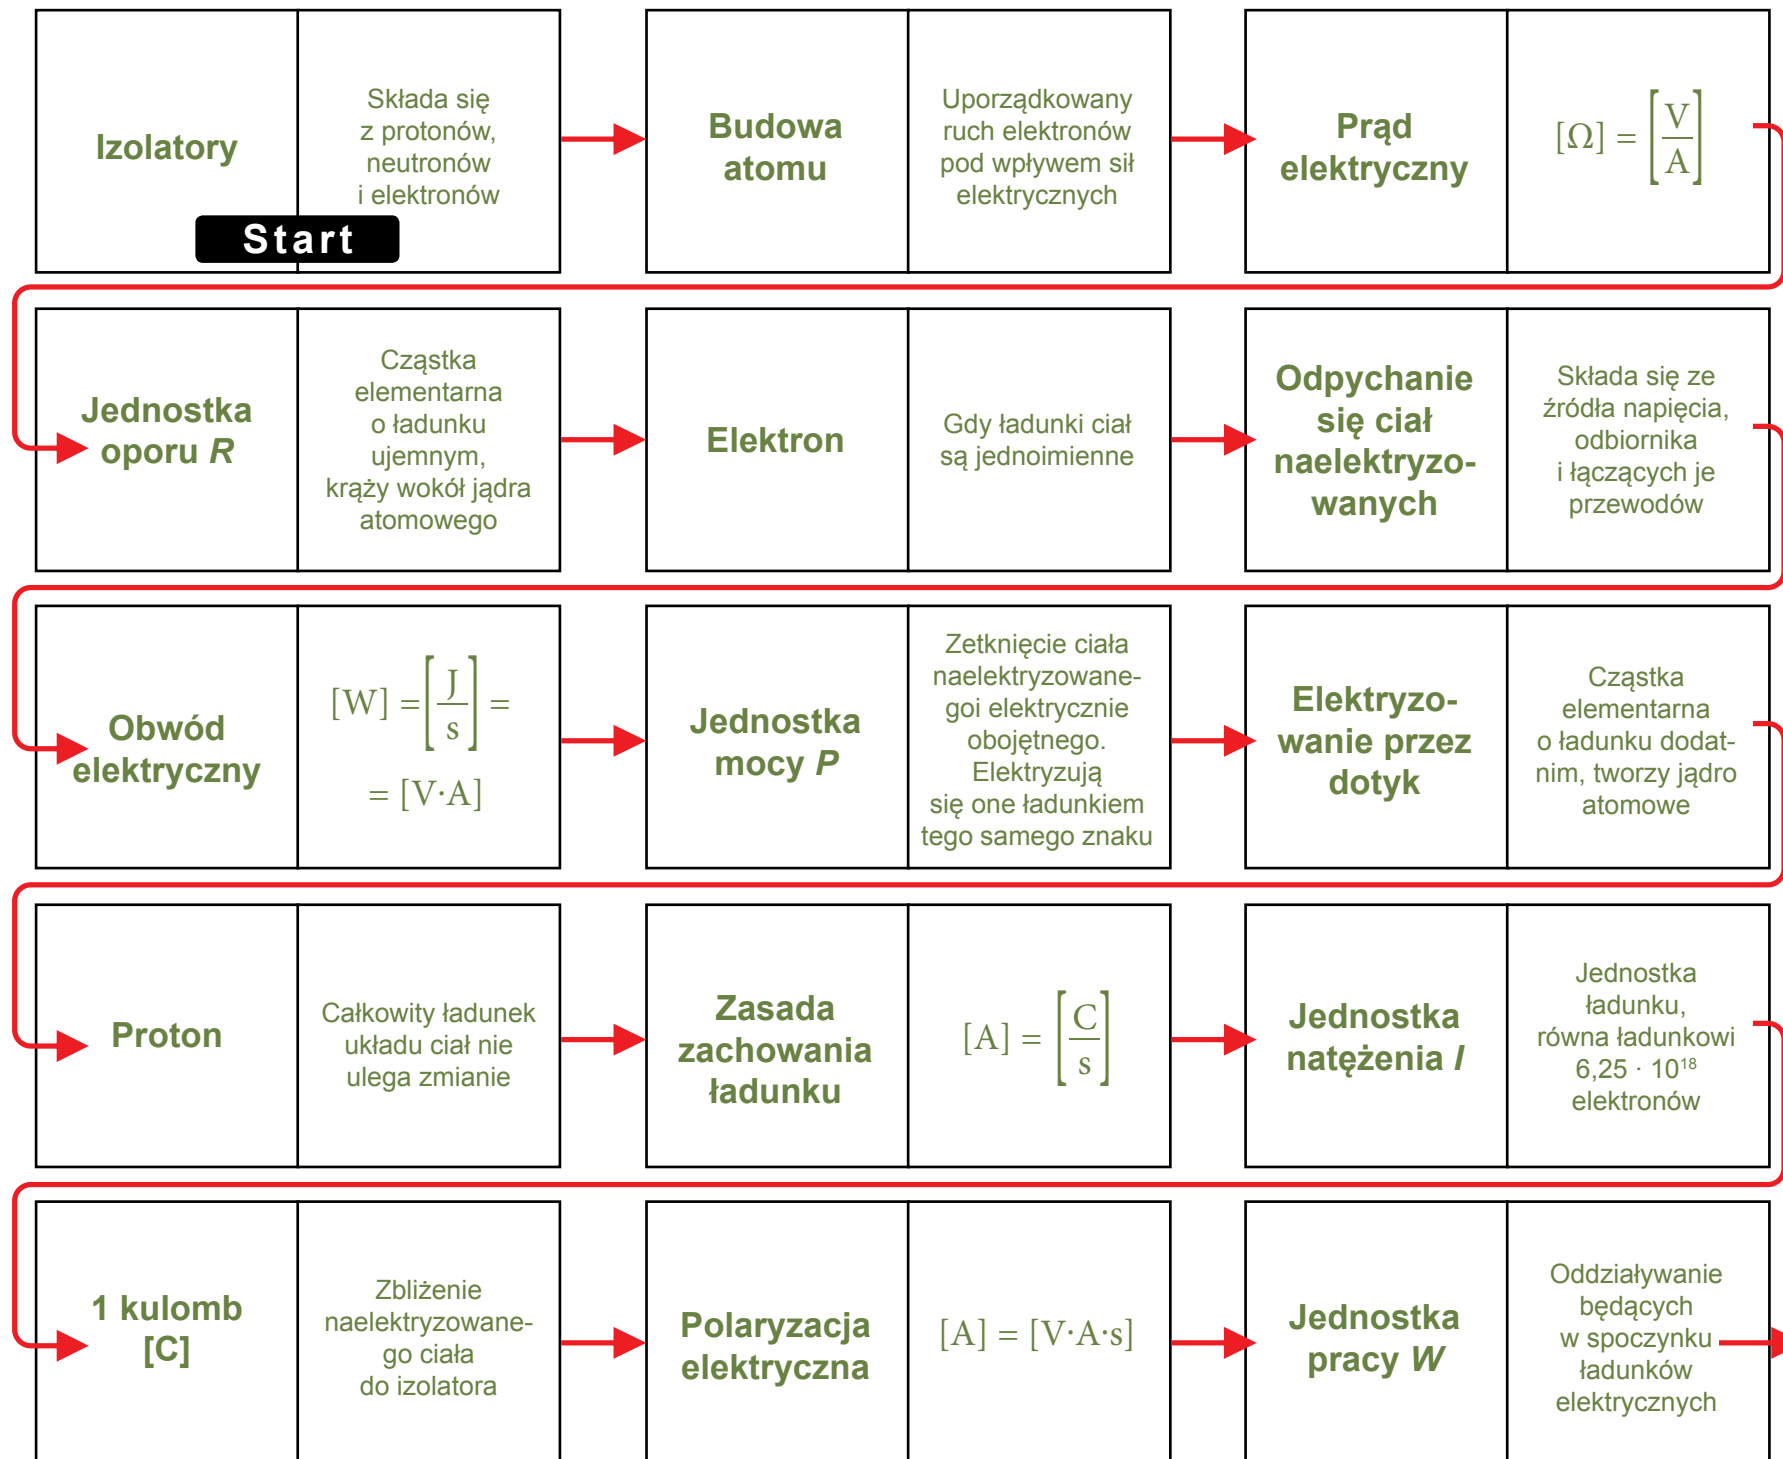 Izolatory
Składa się
z protonów,
neutronów
i elektronów
Start
Budowa
atomu
Uporządkowany
ruch elektronów
pod wpływem sił
elektrycznych
Prąd
elektryczny
[Ω] = [V/A]
Jednostka
oporu R
Cząstka
elementarna
o ładunku
ujemnym,
krąży wokół jądra
atomowego
Elektron
Gdy ładunki ciał
są jednoimienne
Odpychanie
się ciał
naelektryzo-
wanych
Składa się ze
źródła napięcia,
odbiornika
i łączących je
przewodów
Obwód
elektryczny
[W] = [J/s] =
= [V·A]
Jednostka
mocy P
Zetknięcie ciała
naelektryzowane-
goi elektrycznie
obojętnego.
Elektryzują
się one ładunkiem
tego samego znaku
Elektryzo-
wanie przez
dotyk
Cząstka
elementarna
o ładunku dodat-
nim, tworzy jądro
atomowe
Proton
Całkowity ładunek
układu ciał nie
ulega zmianie
Zasada
zachowania
ładunku
[A] = [C/s]
Jednostka
natężenia I
Jednostka
ładunku,
równa ładunkowi
6,25 · 10¹⁸
elektronów
1 kulomb
[C]
Zbliżenie
naelektryzowane-
go ciała
do izolatora
Polaryzacja
elektryczna
[A] = [V·A·s]
Jednostka
pracy W
Oddziaływanie
będących
w spoczynku
ładunków
elektrycznych